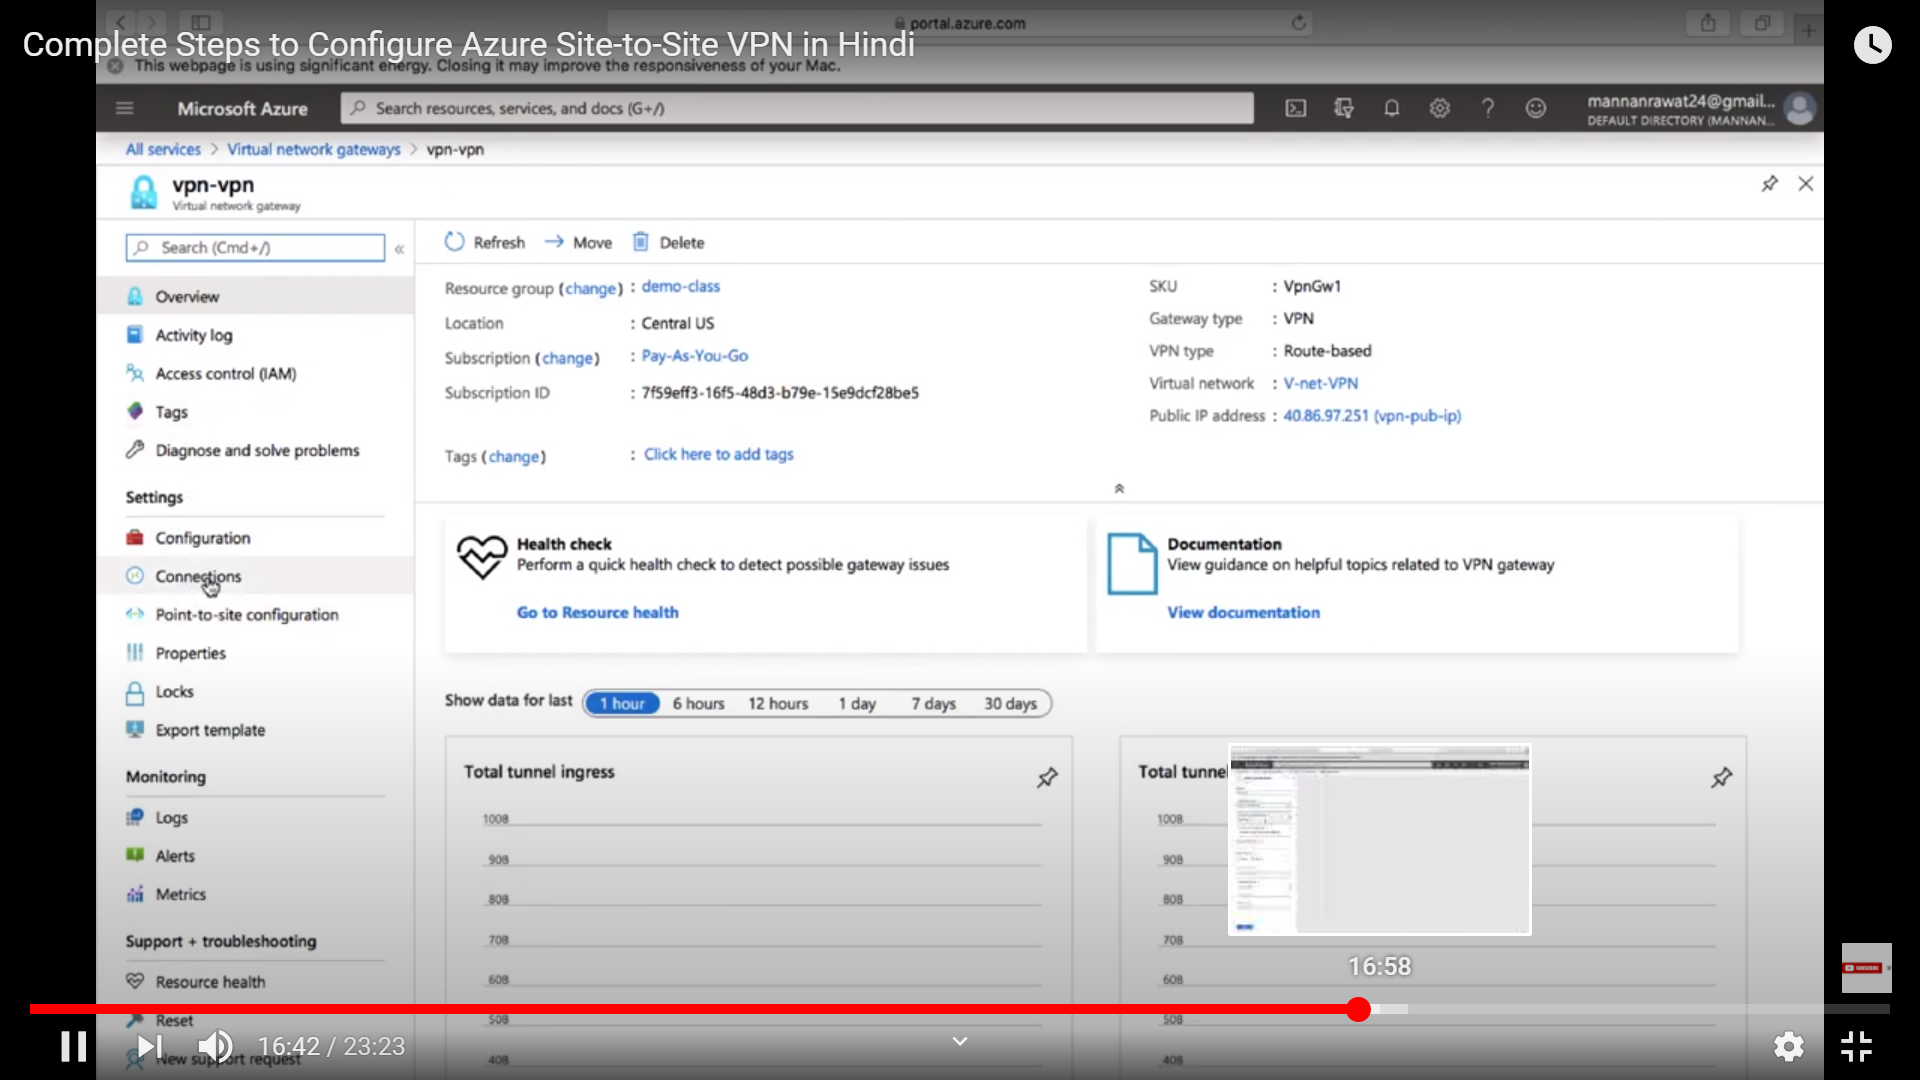 portal.azure.com
Complete Steps to Configure Azure Site-to-Site VPN in Hindi
This webpage is using significant energy. Closing it may improve the responsiveness of your Mac.
Microsoft Azure
Search resources, services, and docs (G+/)
mannanrawat24@gmail...
DEFAULT DIRECTORY (MANNAN...
All services > Virtual network gateways > vpn-vpn
vpn-vpn
Virtual network gateway
Search (Cmd+/)
«
Refresh
Move
Delete
Overview
Activity log
Access control (IAM)
Tags
Diagnose and solve problems
Settings
Configuration
Connections
Point-to-site configuration
Properties
Locks
Export template
Monitoring
Logs
Alerts
Metrics
Support + troubleshooting
Resource health
Reset
New support request
Resource group (change) : demo-class
Location : Central US
Subscription (change) : Pay-As-You-Go
Subscription ID : 7f59eff3-16f5-48d3-b79e-15e9dcf28be5
Tags (change) : Click here to add tags
SKU : VpnGw1
Gateway type : VPN
VPN type : Route-based
Virtual network : V-net-VPN
Public IP address : 40.86.97.251 (vpn-pub-ip)
Health check
Perform a quick health check to detect possible gateway issues
Go to Resource health
Documentation
View guidance on helpful topics related to VPN gateway
View documentation
Show data for last 1 hour 6 hours 12 hours 1 day 7 days 30 days
Total tunnel ingress
100B
90B
80B
70B
60B
50B
40B
Total tunnel
100B
90B
80B
70B
60B
50B
40B
16:58
SUBSCRIBE
16:42 / 23:23